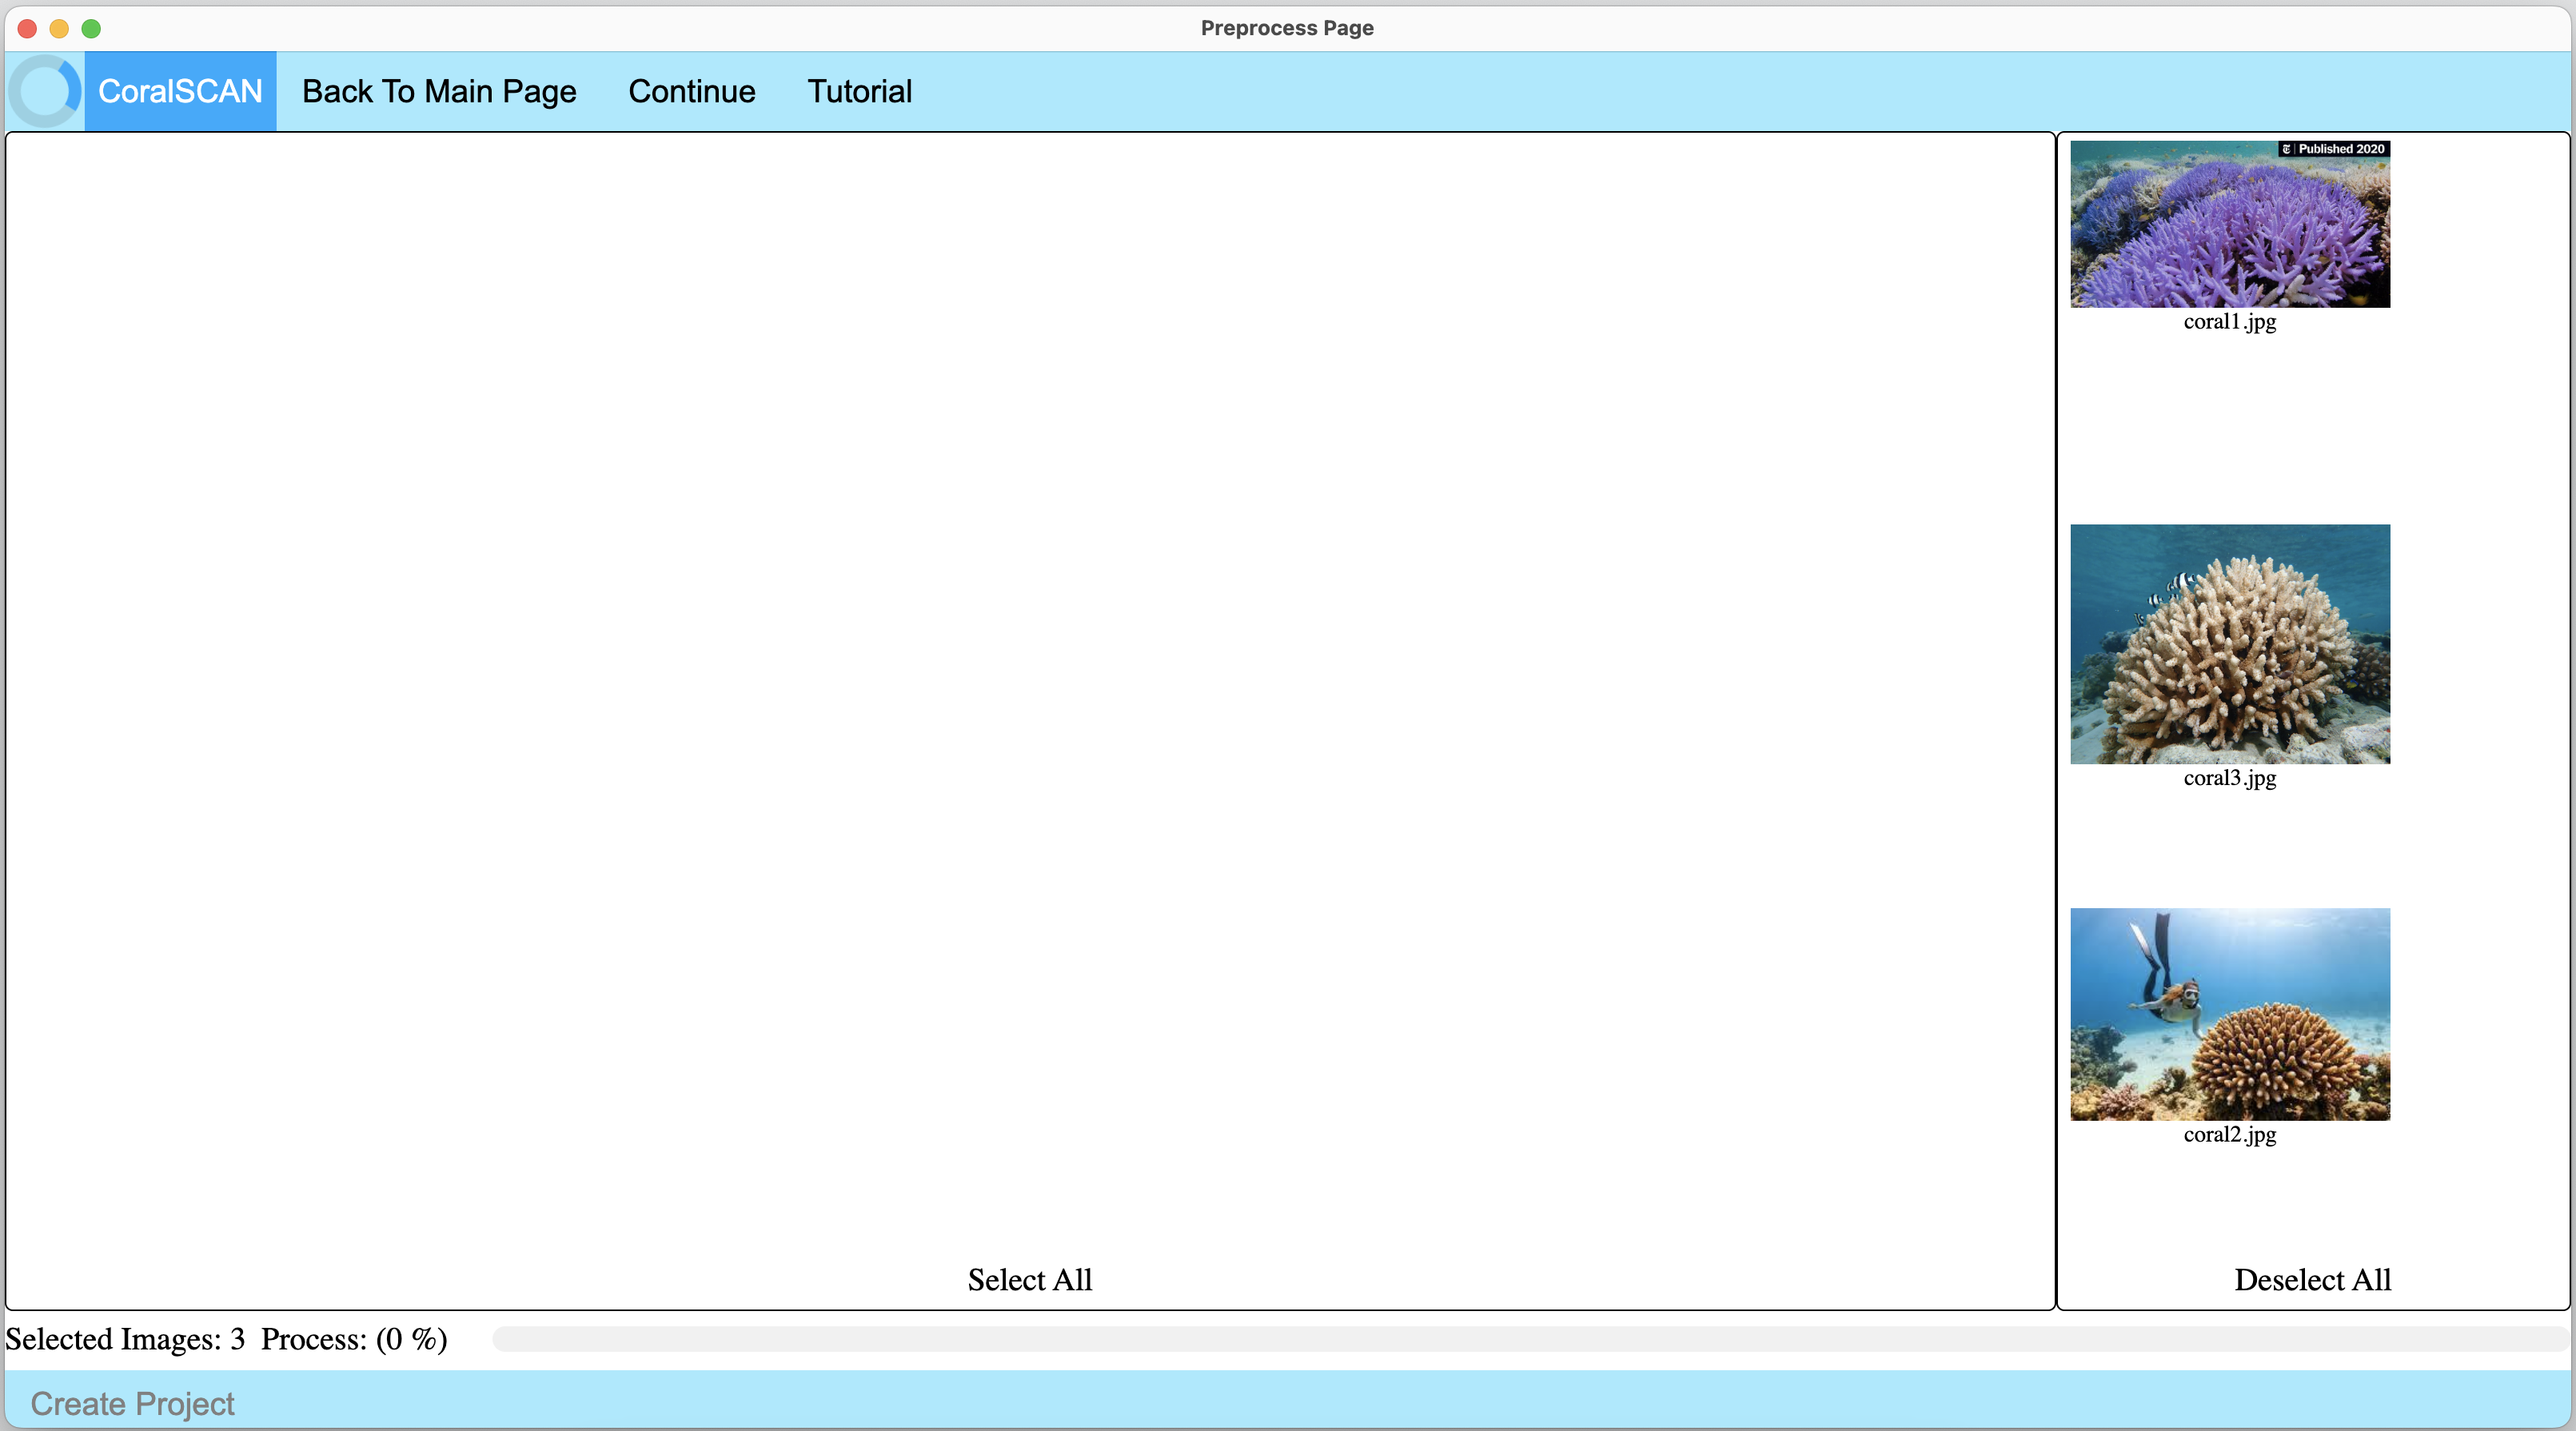 Preprocess Page
CoralSCAN Back To Main Page Continue Tutorial
Published 2020
coral1.jpg
coral3.jpg
coral2.jpg
Select All
Deselect All
Selected Images: 3 Process: (0 %)
Create Project